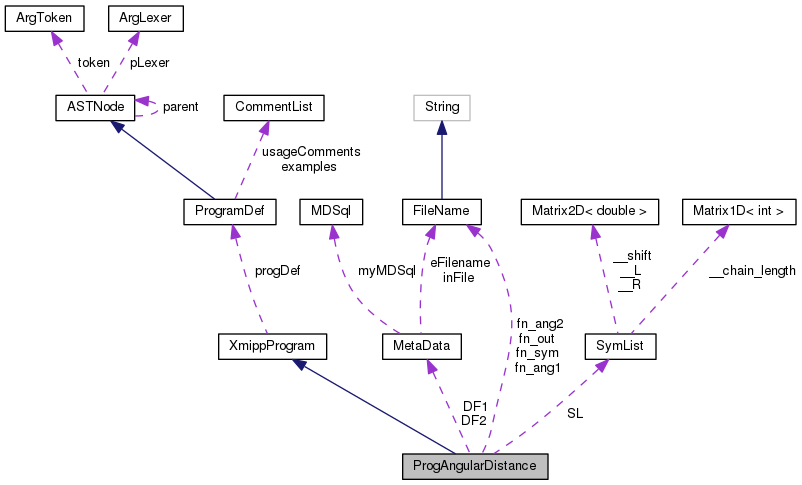 ArgToken
ArgLexer
token
pLexer
ASTNode
parent
CommentList
String
usageComments
examples
ProgramDef
MDSql
FileName
Matrix2D< double >
Matrix1D< int >
progDef
myMDSql
eFilename
inFile
__shift
__L
__R
__chain_length
fn_ang2
fn_out
fn_sym
fn_ang1
XmippProgram
MetaData
SymList
DF1
DF2
SL
ProgAngularDistance